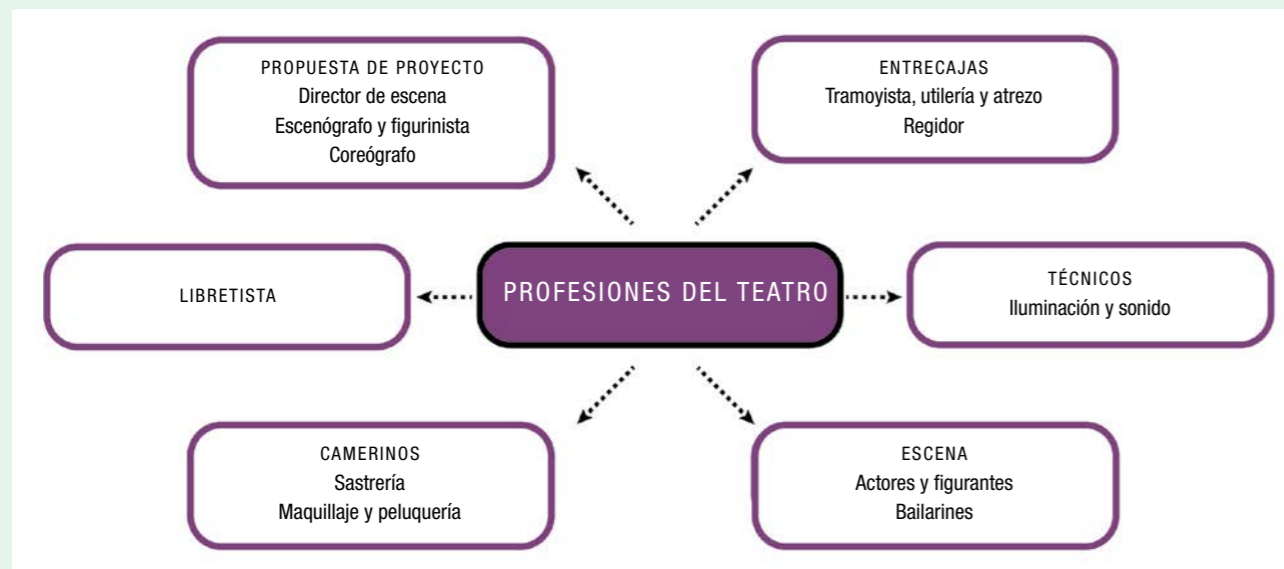 PROPUESTA DE PROYECTO
Director de escena
Escenógrafo y figurinista
Coreógrafo
ENTRECAJAS
Tramoyista, utilería y atrezo
Regidor
LIBRETISTA
PROFESIONES DEL TEATRO
TÉCNICOS
Iluminación y sonido
CAMERINOS
Sastrería
Maquillaje y peluquería
ESCENA
Actores y figurantes
Bailarines